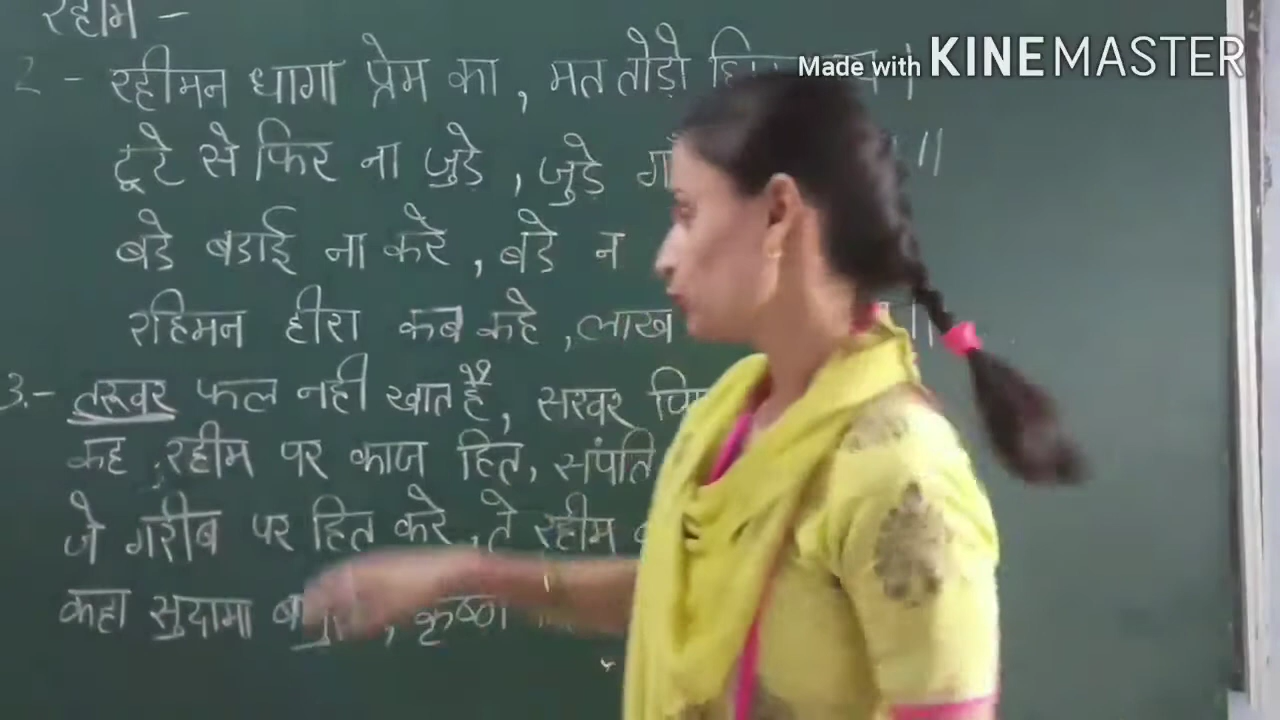 रहीम -
2 - रहीमन धागा प्रेम का, मत तोड़ो
Made with KINEMASTER
टूटे से फिर ना जुड़े, जुड़े ॥
बडे बडाई ना करे, बडे न
रहिमन हीरा कब कहे, लाख ।
3.- तरूवर फल नही खात है, सरवर
कह रहीम पर काज हित, संपति
जे गरीब पर हित करे, ते रहीम
कहा सुदामा , कृष्ण